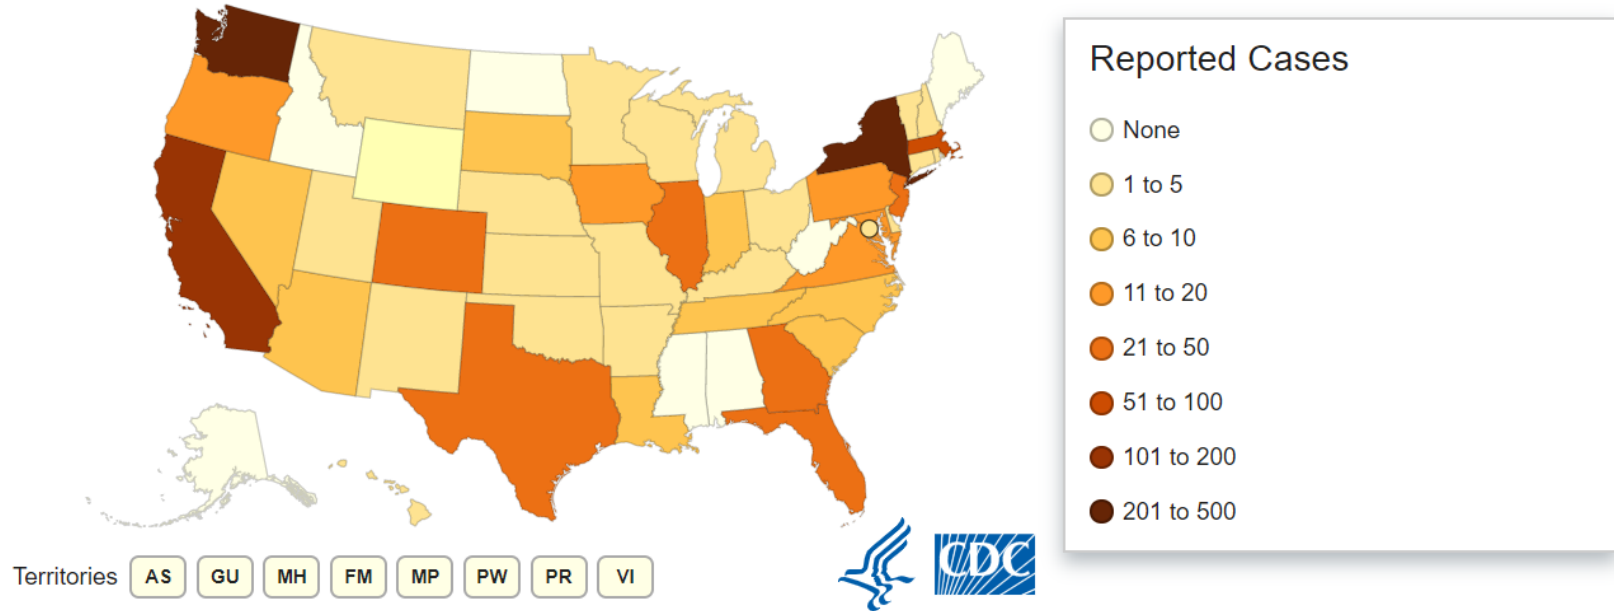 Reported Cases
None
1 to 5
6 to 10
11 to 20
21 to 50
51 to 100
101 to 200
201 to 500
Territories AS GU MH FM MP PW PR VI
CDC